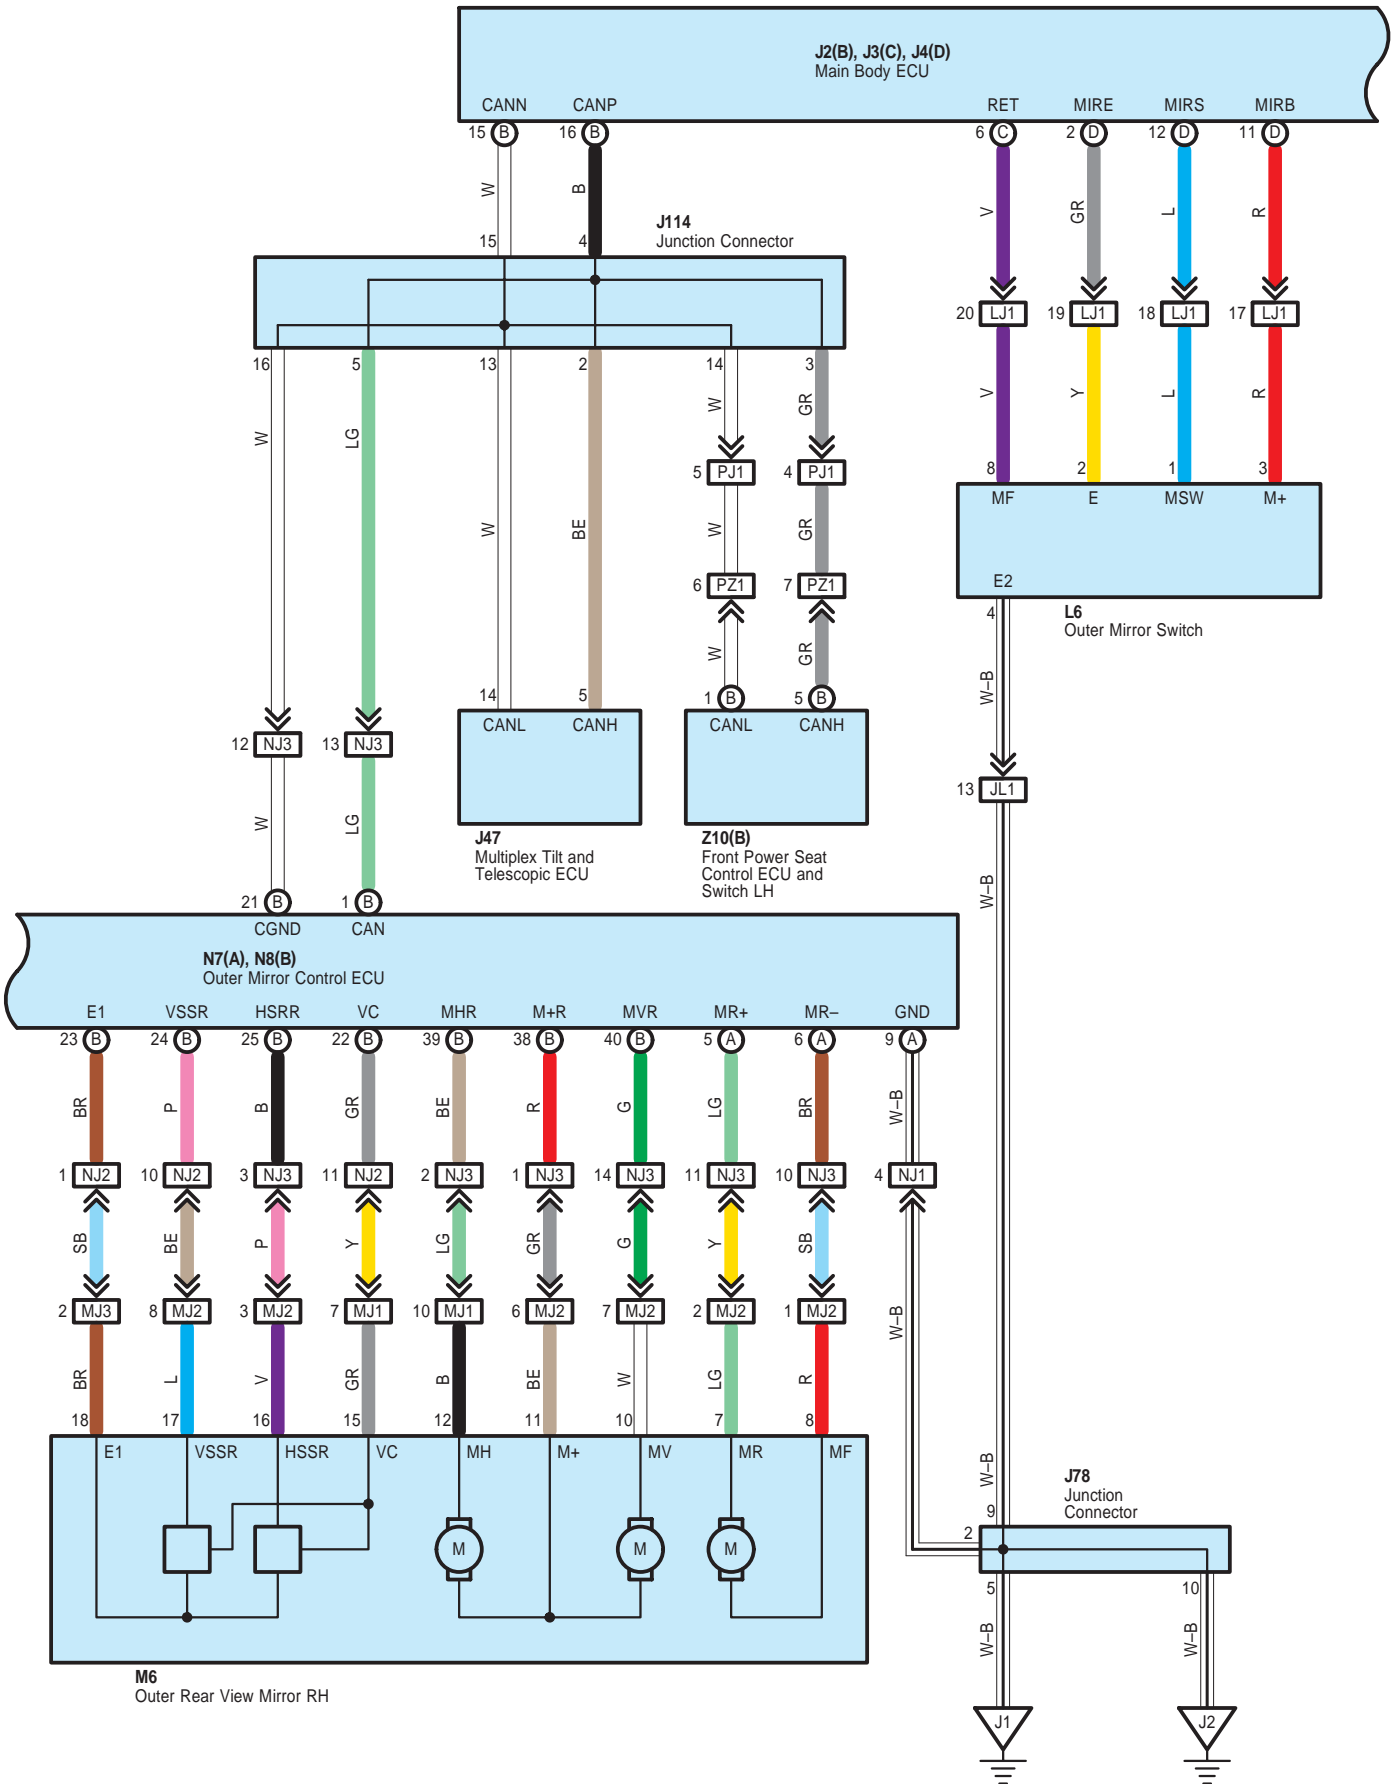 J2(B), J3(C), J4(D)
Main Body ECU
CANN CANP RET MIRE MIRS MIRB
15 B 16 B 6 C 2 D 12 D 11 D
W B V GR L R
J114
Junction Connector
15 4
20 LJ1 19 LJ1 18 LJ1 17 LJ1
16 5 13 2 14 3
W LG W GR V Y L R
5 PJ1 4 PJ1
8 2 1 3
MF E MSW M+
W BE W GR
6 PZ1 7 PZ1
E2
4
L6
Outer Mirror Switch
W GR
W–B
14 5 1 B 5 B
CANL CANH CANL CANH
12 NJ3 13 NJ3
13 JL1
W LG
J47
Multiplex Tilt and
Telescopic ECU
Z10(B)
Front Power Seat
Control ECU and
Switch LH
W–B
21 B 1 B
CGND CAN
N7(A), N8(B)
Outer Mirror Control ECU
E1 VSSR HSRR VC MHR M+R MVR MR+ MR– GND
23 B 24 B 25 B 22 B 39 B 38 B 40 B 5 A 6 A 9 A
BR P B GR BE R G LG BR W–B
1 NJ2 10 NJ2 3 NJ3 11 NJ2 2 NJ3 1 NJ3 14 NJ3 11 NJ3 10 NJ3 4 NJ1
SB BE P Y LG GR G Y SB
2 MJ3 8 MJ2 3 MJ2 7 MJ1 10 MJ1 6 MJ2 7 MJ2 2 MJ2 1 MJ2
W–B
BR L V GR B BE W LG R
18 17 16 15 12 11 10 7 8
E1 VSSR HSSR VC MH M+ MV MR MF
W–B
J78
Junction
Connector
9
2
M M M
5 10
W–B W–B
M6
Outer Rear View Mirror RH
J1 J2